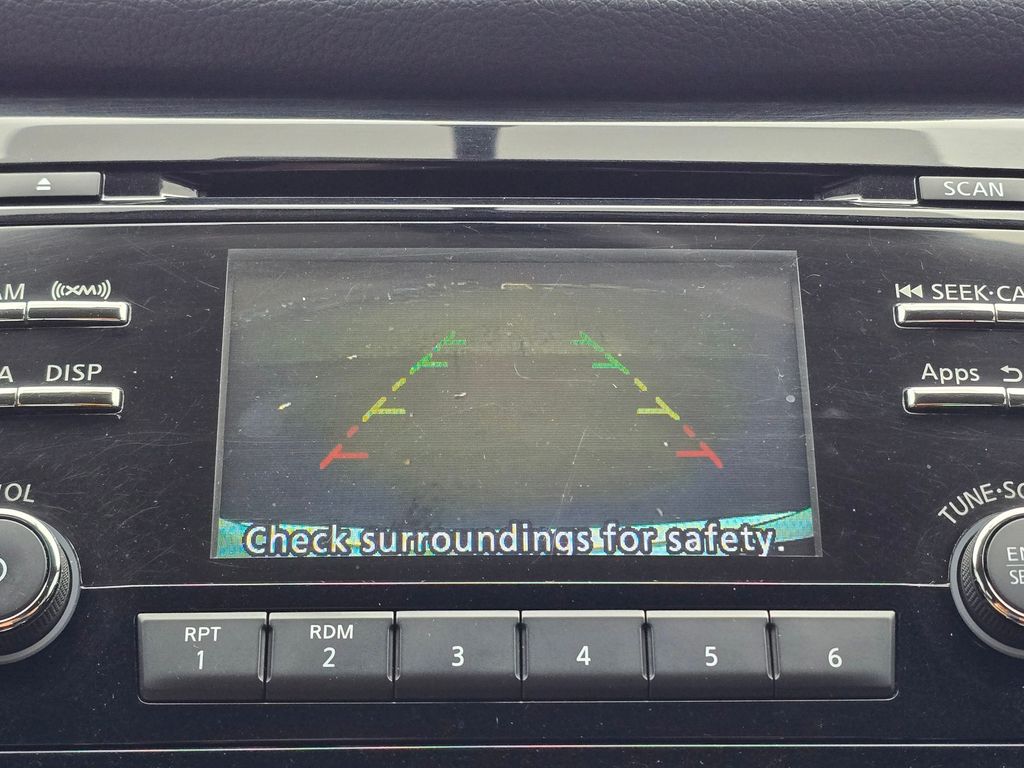 SCAN
AM
((XM))
SEEK·CA
A
DISP
Apps
VOL
TUNE·SC
Check surroundings for safety.
RPT
1
RDM
2
3
4
5
6